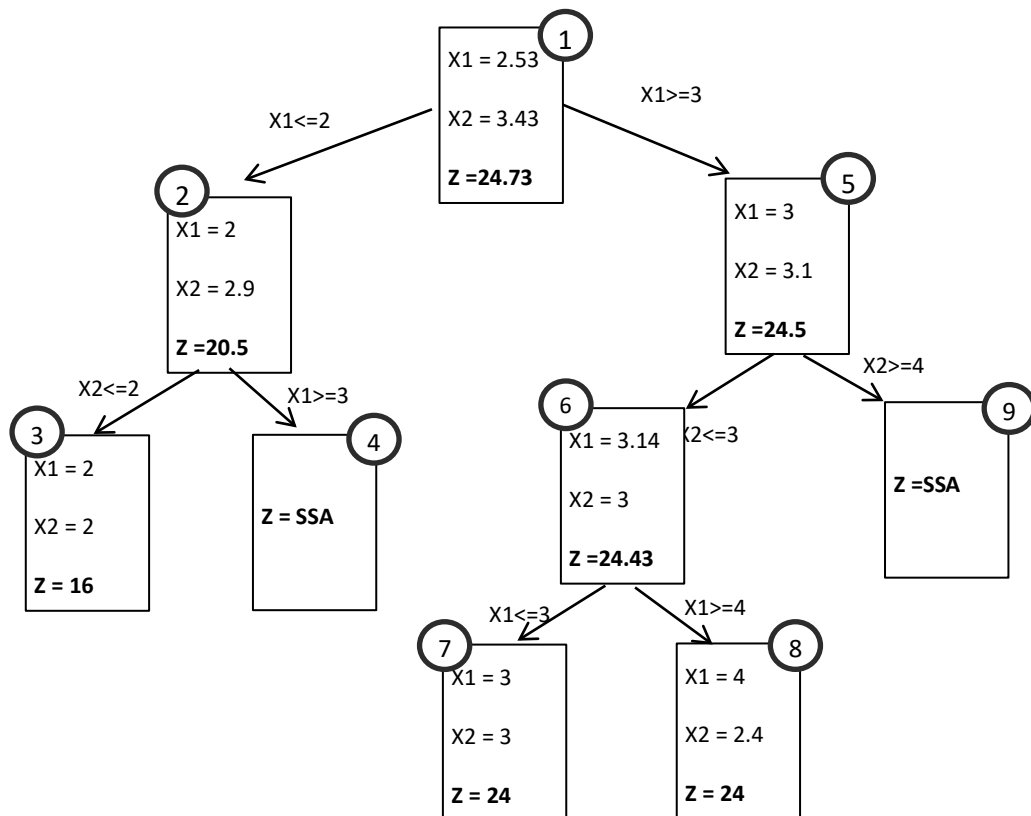 1
X1 = 2.53
X2 = 3.43
Z =24.73
X1<=2
X1>=3
2
X1 = 2
X2 = 2.9
Z =20.5
5
X1 = 3
X2 = 3.1
Z =24.5
X2<=2
X1>=3
X2<=3
X2>=4
3
X1 = 2
X2 = 2
Z = 16
4
Z = SSA
6
X1 = 3.14
X2 = 3
Z =24.43
9
Z =SSA
X1<=3
X1>=4
7
X1 = 3
X2 = 3
Z = 24
8
X1 = 4
X2 = 2.4
Z = 24